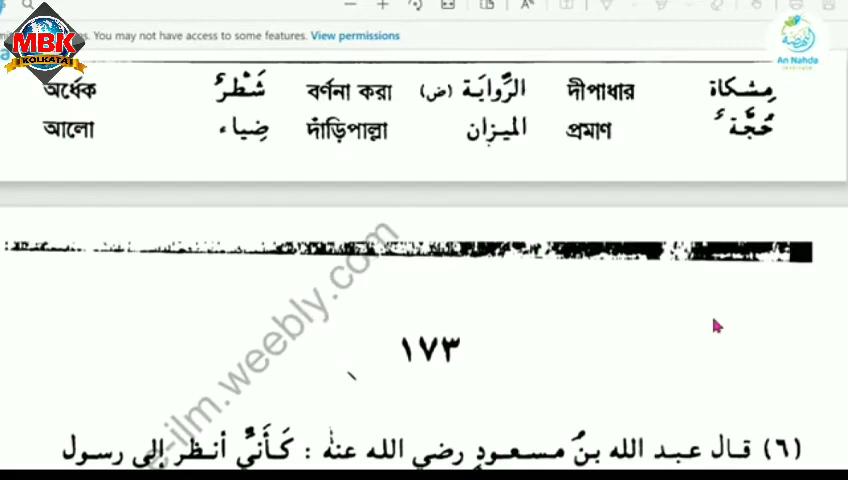 MBK
KOLKATA
You may not have access to some features. View permissions
An Nahda
مِشكاة দীপাধার الرِّوايَة (ض) বর্ণনা করা شَطْرٌ অর্ধেক
حُجَّةٌ প্রমাণ الميزان দাঁড়িপাল্লা ضِياء আলো
e-ilm.weebly.com
١٧٣
(٦) قال عبد الله بنُ مسعودٍ رضي الله عنهُ : كَأَنِّي أنظر إلى رسول